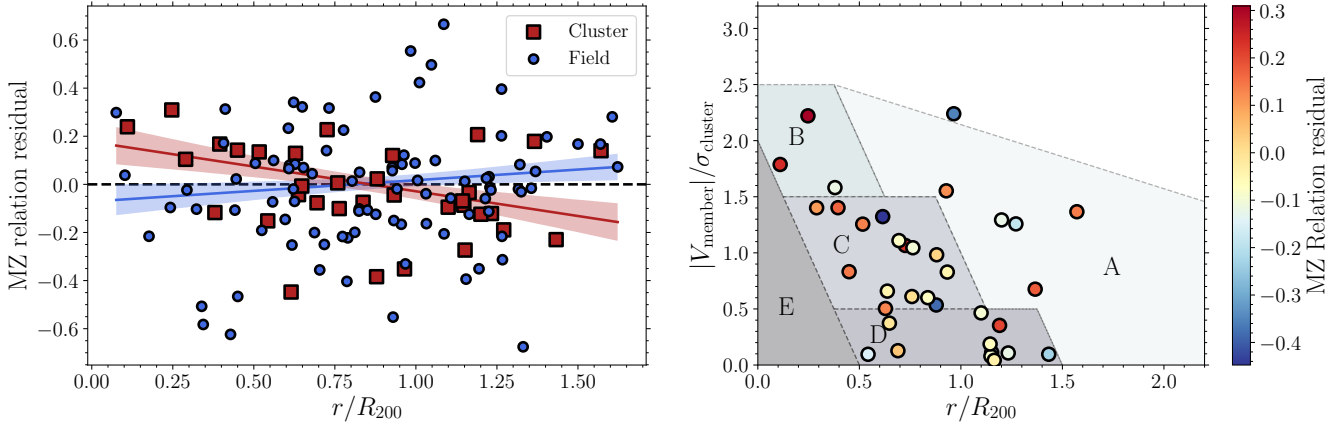 0.6
0.4
0.2
0.0
−0.2
−0.4
−0.6
MZ relation residual
Cluster
Field
0.00
0.25
0.50
0.75
1.00
1.25
1.50
r/R200
3.0
2.5
2.0
1.5
1.0
0.5
0.0
|Vmember|/σcluster
B
C
A
E
D
0.0
0.5
1.0
1.5
2.0
r/R200
0.3
0.2
0.1
0.0
−0.1
−0.2
−0.3
−0.4
MZ Relation residual